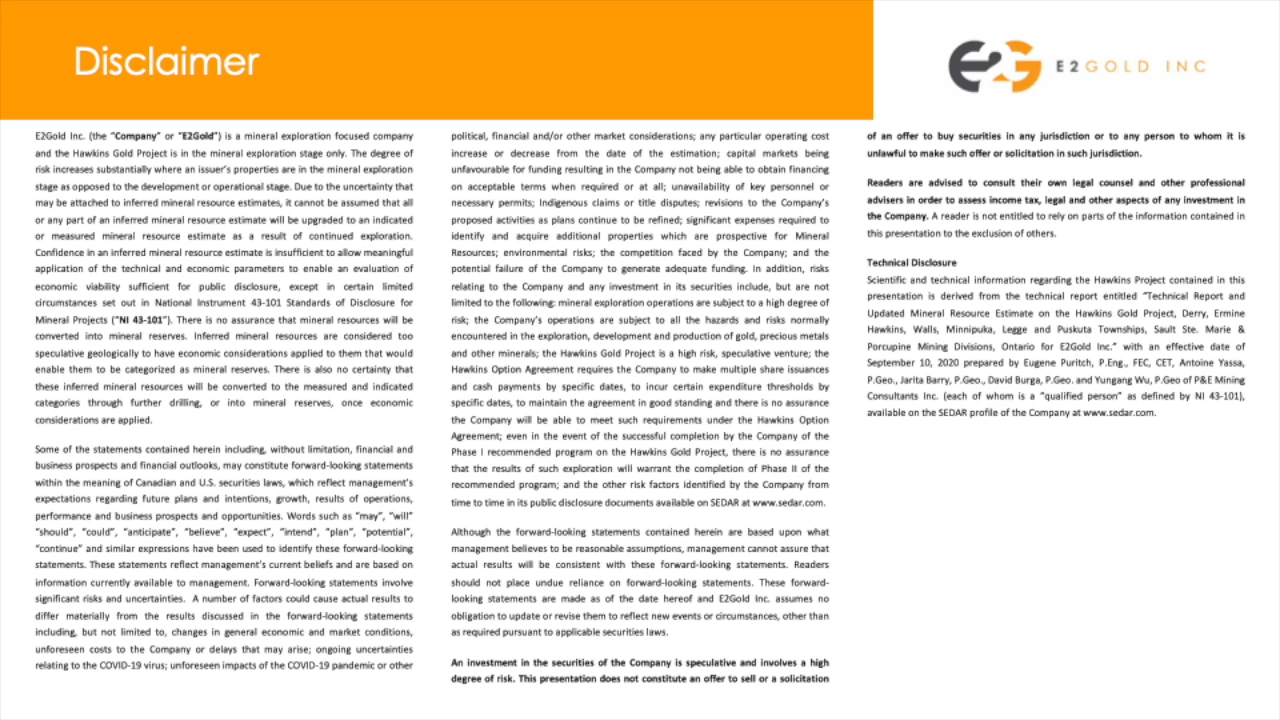 Disclaimer
E2GOLD INC
E2Gold Inc. (the “Company” or “E2Gold”) is a mineral exploration focused company
and the Hawkins Gold Project is in the mineral exploration stage only. The degree of
risk increases substantially where an issuer’s properties are in the mineral exploration
stage as opposed to the development or operational stage. Due to the uncertainty that
may be attached to inferred mineral resource estimates, it cannot be assumed that all
or any part of an inferred mineral resource estimate will be upgraded to an indicated
or measured mineral resource estimate as a result of continued exploration.
Confidence in an inferred mineral resource estimate is insufficient to allow meaningful
application of the technical and economic parameters to enable an evaluation of
economic viability sufficient for public disclosure, except in certain limited
circumstances set out in National Instrument 43-101 Standards of Disclosure for
Mineral Projects (“NI 43-101”). There is no assurance that mineral resources will be
converted into mineral reserves. Inferred mineral resources are considered too
speculative geologically to have economic considerations applied to them that would
enable them to be categorized as mineral reserves. There is also no certainty that
these inferred mineral resources will be converted to the measured and indicated
categories through further drilling, or into mineral reserves, once economic
considerations are applied.
Some of the statements contained herein including, without limitation, financial and
business prospects and financial outlooks, may constitute forward-looking statements
within the meaning of Canadian and U.S. securities laws, which reflect management’s
expectations regarding future plans and intentions, growth, results of operations,
performance and business prospects and opportunities. Words such as “may”, “will”
“should”, “could”, “anticipate”, “believe”, “expect”, “intend”, “plan”, “potential”,
“continue” and similar expressions have been used to identify these forward-looking
statements. These statements reflect management’s current beliefs and are based on
information currently available to management. Forward-looking statements involve
significant risks and uncertainties. A number of factors could cause actual results to
differ materially from the results discussed in the forward-looking statements
including, but not limited to, changes in general economic and market conditions,
unforeseen costs to the Company or delays that may arise; ongoing uncertainties
relating to the COVID-19 virus; unforeseen impacts of the COVID-19 pandemic or other
political, financial and/or other market considerations; any particular operating cost
increase or decrease from the date of the estimation; capital markets being
unfavourable for funding resulting in the Company not being able to obtain financing
on acceptable terms when required or at all; unavailability of key personnel or
necessary permits; Indigenous claims or title disputes; revisions to the Company’s
proposed activities as plans continue to be refined; significant expenses required to
identify and acquire additional properties which are prospective for Mineral
Resources; environmental risks; the competition faced by the Company; and the
potential failure of the Company to generate adequate funding. In addition, risks
relating to the Company and any investment in its securities include, but are not
limited to the following: mineral exploration operations are subject to a high degree of
risk; the Company’s operations are subject to all the hazards and risks normally
encountered in the exploration, development and production of gold, precious metals
and other minerals; the Hawkins Gold Project is a high risk, speculative venture; the
Hawkins Option Agreement requires the Company to make multiple share issuances
and cash payments by specific dates, to incur certain expenditure thresholds by
specific dates, to maintain the agreement in good standing and there is no assurance
the Company will be able to meet such requirements under the Hawkins Option
Agreement; even in the event of the successful completion by the Company of the
Phase I recommended program on the Hawkins Gold Project, there is no assurance
that the results of such exploration will warrant the completion of Phase II of the
recommended program; and the other risk factors identified by the Company from
time to time in its public disclosure documents available on SEDAR at www.sedar.com.
Although the forward-looking statements contained herein are based upon what
management believes to be reasonable assumptions, management cannot assure that
actual results will be consistent with these forward-looking statements. Readers
should not place undue reliance on forward-looking statements. These forward-
looking statements are made as of the date hereof and E2Gold Inc. assumes no
obligation to update or revise them to reflect new events or circumstances, other than
as required pursuant to applicable securities laws.
An investment in the securities of the Company is speculative and involves a high
degree of risk. This presentation does not constitute an offer to sell or a solicitation
of an offer to buy securities in any jurisdiction or to any person to whom it is
unlawful to make such offer or solicitation in such jurisdiction.
Readers are advised to consult their own legal counsel and other professional
advisers in order to assess income tax, legal and other aspects of any investment in
the Company. A reader is not entitled to rely on parts of the information contained in
this presentation to the exclusion of others.
Technical Disclosure
Scientific and technical information regarding the Hawkins Project contained in this
presentation is derived from the technical report entitled “Technical Report and
Updated Mineral Resource Estimate on the Hawkins Gold Project, Derry, Ermine
Hawkins, Walls, Minnipuka, Legge and Puskuta Townships, Sault Ste. Marie &
Porcupine Mining Divisions, Ontario for E2Gold Inc.” with an effective date of
September 10, 2020 prepared by Eugene Puritch, P.Eng., FEC, CET, Antoine Yassa,
P.Geo., Jarita Barry, P.Geo., David Burga, P.Geo. and Yungang Wu, P.Geo of P&E Mining
Consultants Inc. (each of whom is a “qualified person” as defined by NI 43-101),
available on the SEDAR profile of the Company at www.sedar.com.